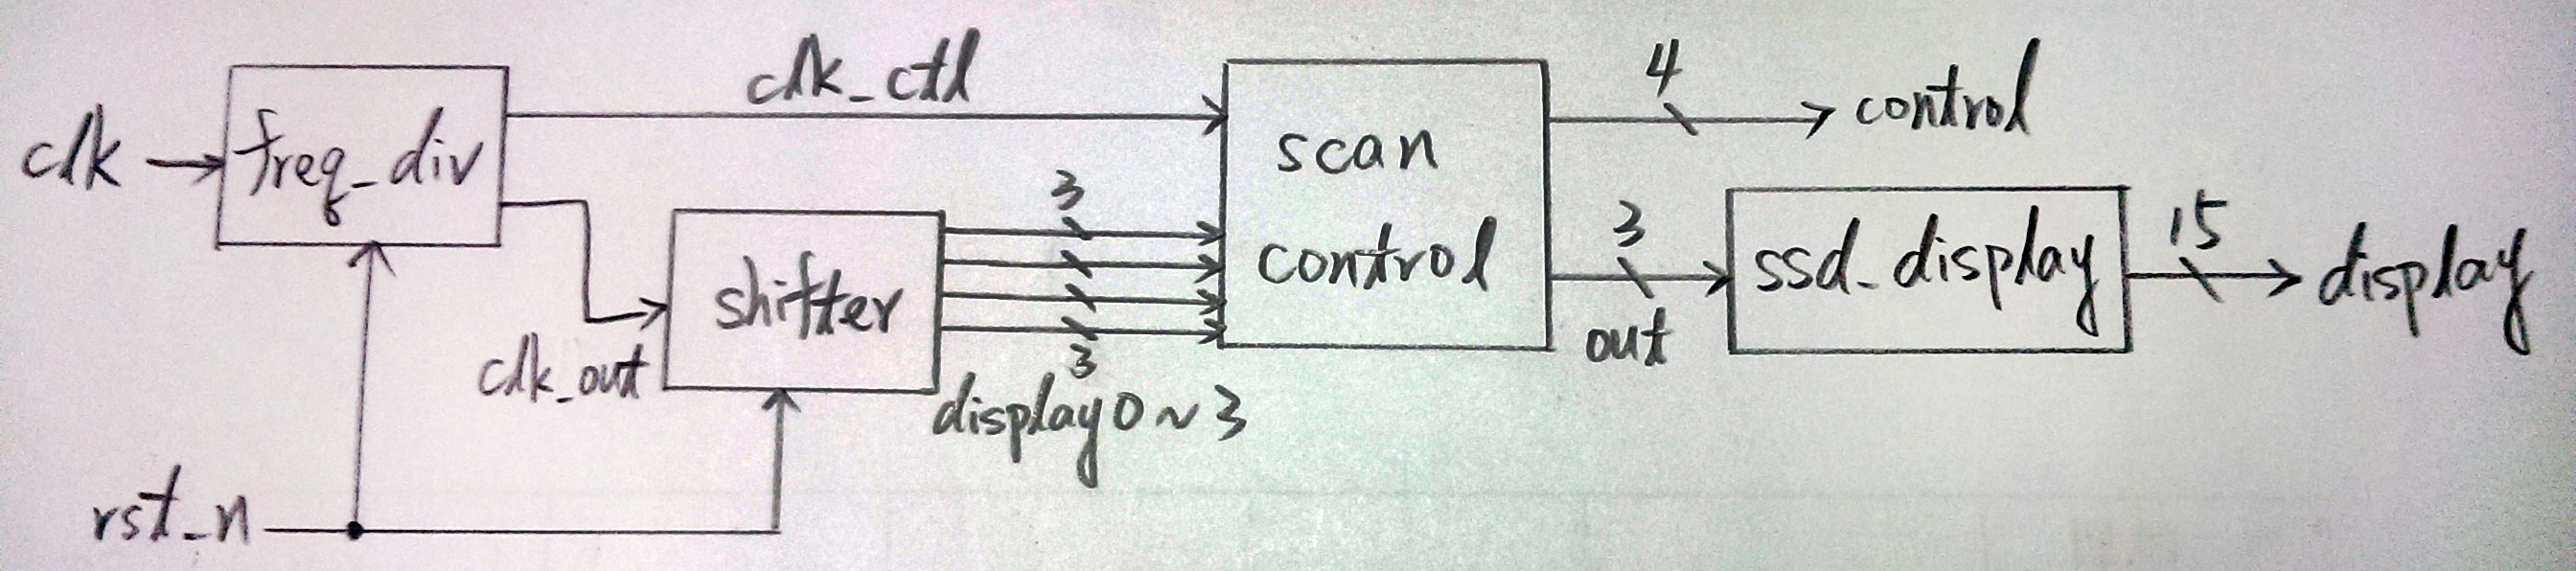 clk
freq_div
clk_ctl
clk_out
rst_n
shifter
3
3
display0~3
scan
control
4
control
3
out
ssd_display
15
display